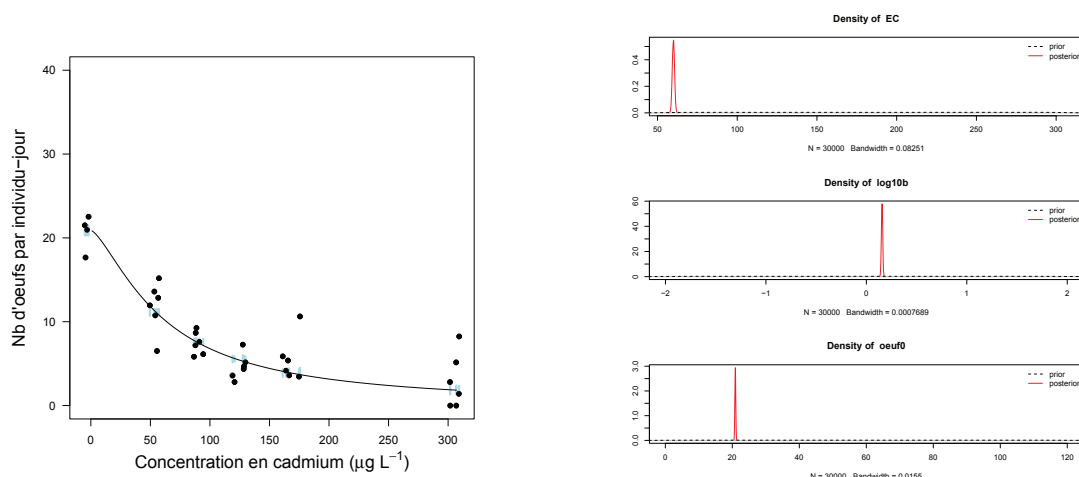 Nb d'oeufs par individu−jour
40
30
20
10
0
0 50 100 150 200 250 300
Concentration en cadmium (μg L−1)
Density of EC
0.4
0.2
0.0
prior
posterior
50 100 150 200 250 300
N = 30000 Bandwidth = 0.08251
Density of log10b
60
40
20
0
prior
posterior
−2 −1 0 1 2
N = 30000 Bandwidth = 0.0007689
Density of oeuf0
3.0
2.0
1.0
0.0
prior
posterior
0 20 40 60 80 100 120
N = 30000 Bandwidth = 0.0155